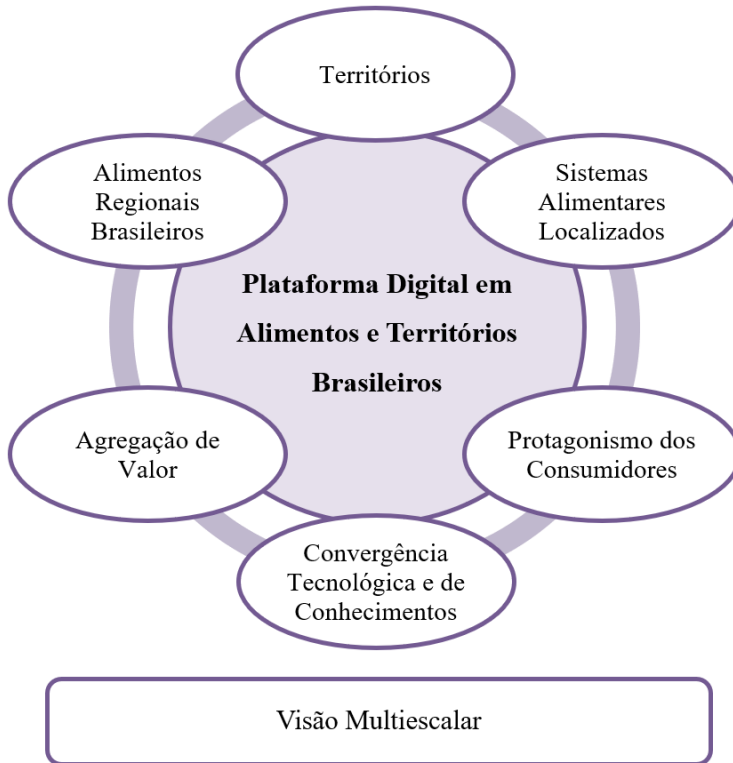 Territórios
Alimentos
Regionais
Brasileiros
Sistemas
Alimentares
Localizados
Plataforma Digital em
Alimentos e Territórios
Brasileiros
Agregação de
Valor
Protagonismo dos
Consumidores
Convergência
Tecnológica e de
Conhecimentos
Visão Multiescalar